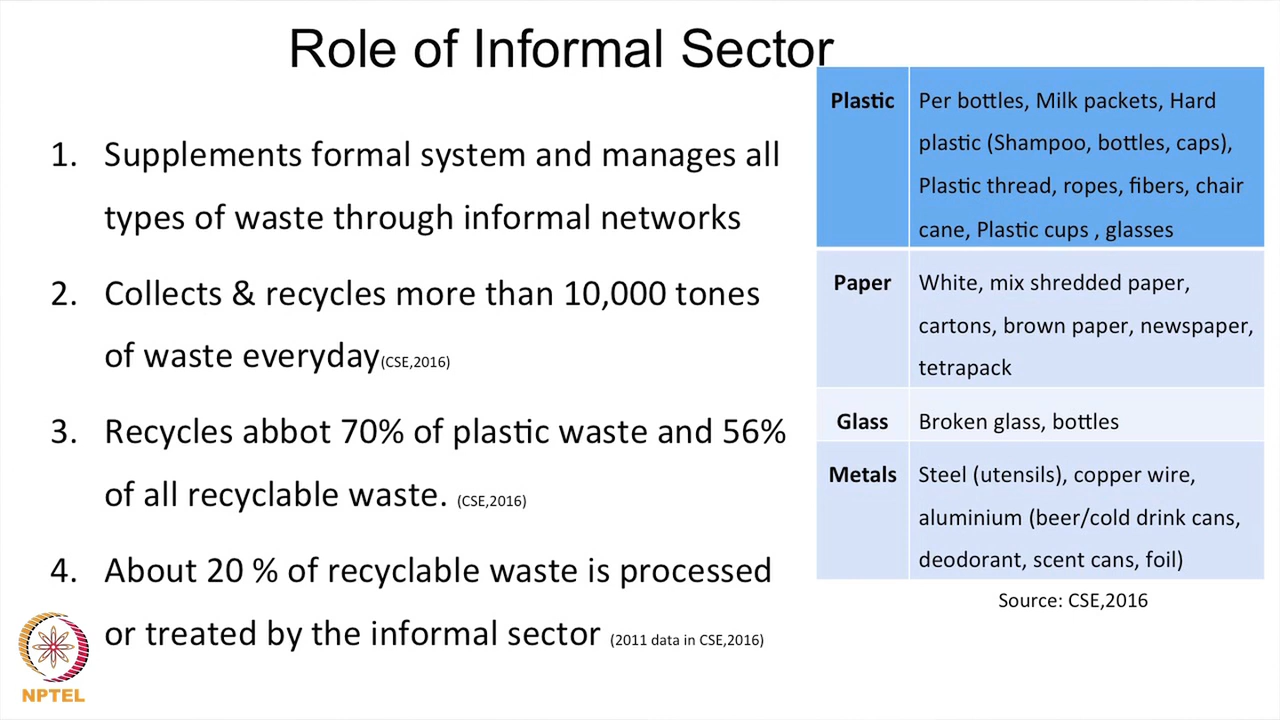 Role of Informal Sector
1. Supplements formal system and manages all
types of waste through informal networks
2. Collects & recycles more than 10,000 tones
of waste everyday(CSE,2016)
3. Recycles abbot 70% of plastic waste and 56%
of all recyclable waste. (CSE,2016)
4. About 20 % of recyclable waste is processed
or treated by the informal sector (2011 data in CSE,2016)
Plastic Per bottles, Milk packets, Hard
plastic (Shampoo, bottles, caps),
Plastic thread, ropes, fibers, chair
cane, Plastic cups , glasses
Paper White, mix shredded paper,
cartons, brown paper, newspaper,
tetrapack
Glass Broken glass, bottles
Metals Steel (utensils), copper wire,
aluminium (beer/cold drink cans,
deodorant, scent cans, foil)
Source: CSE,2016
NPTEL